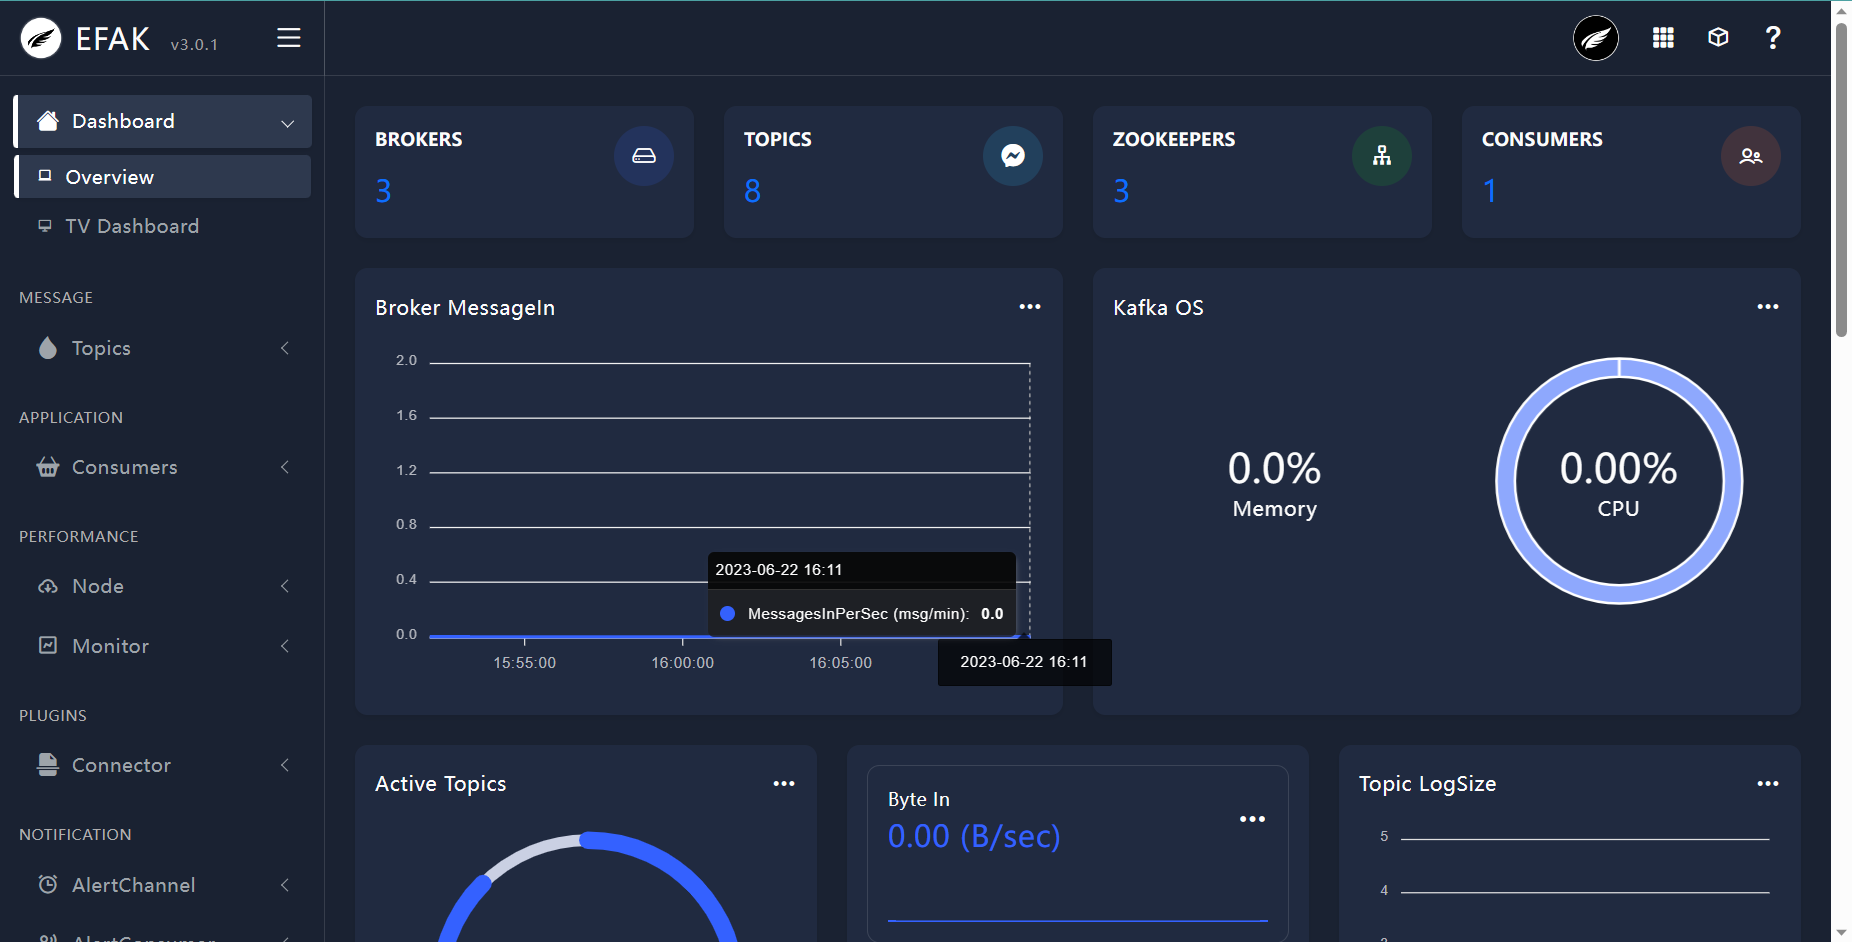 EFAK v3.0.1
?
Dashboard
Overview
TV Dashboard
MESSAGE
Topics
APPLICATION
Consumers
PERFORMANCE
Node
Monitor
PLUGINS
Connector
NOTIFICATION
AlertChannel
AlertConsumer
BROKERS
3
TOPICS
8
ZOOKEEPERS
3
CONSUMERS
1
Broker MessageIn
2.0
1.6
1.2
0.8
0.4
0.0
15:55:00
16:00:00
16:05:00
2023-06-22 16:11
MessagesInPerSec (msg/min): 0.0
2023-06-22 16:11
Kafka OS
0.0%
Memory
0.00%
CPU
Active Topics
Byte In
0.00 (B/sec)
Topic LogSize
5
4